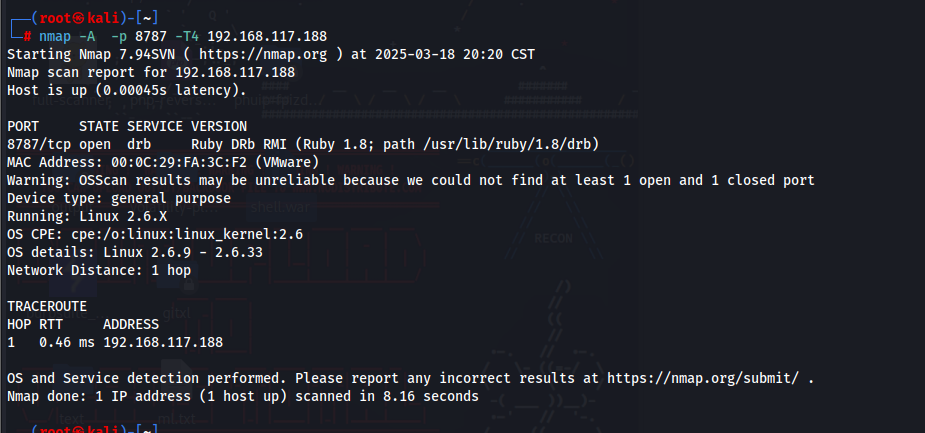 (root㉿kali)-[~]
# nmap -A  -p 8787 -T4 192.168.117.188
Starting Nmap 7.94SVN ( https://nmap.org ) at 2025-03-18 20:20 CST
Nmap scan report for 192.168.117.188
Host is up (0.00045s latency).
PORT     STATE SERVICE VERSION
8787/tcp open  drb     Ruby DRb RMI (Ruby 1.8; path /usr/lib/ruby/1.8/drb)
MAC Address: 00:0C:29:FA:3C:F2 (VMware)
Warning: OSScan results may be unreliable because we could not find at least 1 open and 1 closed port
Device type: general purpose
Running: Linux 2.6.X
OS CPE: cpe:/o:linux:linux_kernel:2.6
OS details: Linux 2.6.9 - 2.6.33
RECON
Network Distance: 1 hop
TRACEROUTE
HOP RTT     ADDRESS
1   0.46 ms 192.168.117.188
OS and Service detection performed. Please report any incorrect results at https://nmap.org/submit/ .
Nmap done: 1 IP address (1 host up) scanned in 8.16 seconds
(root㉿kali)-[~]